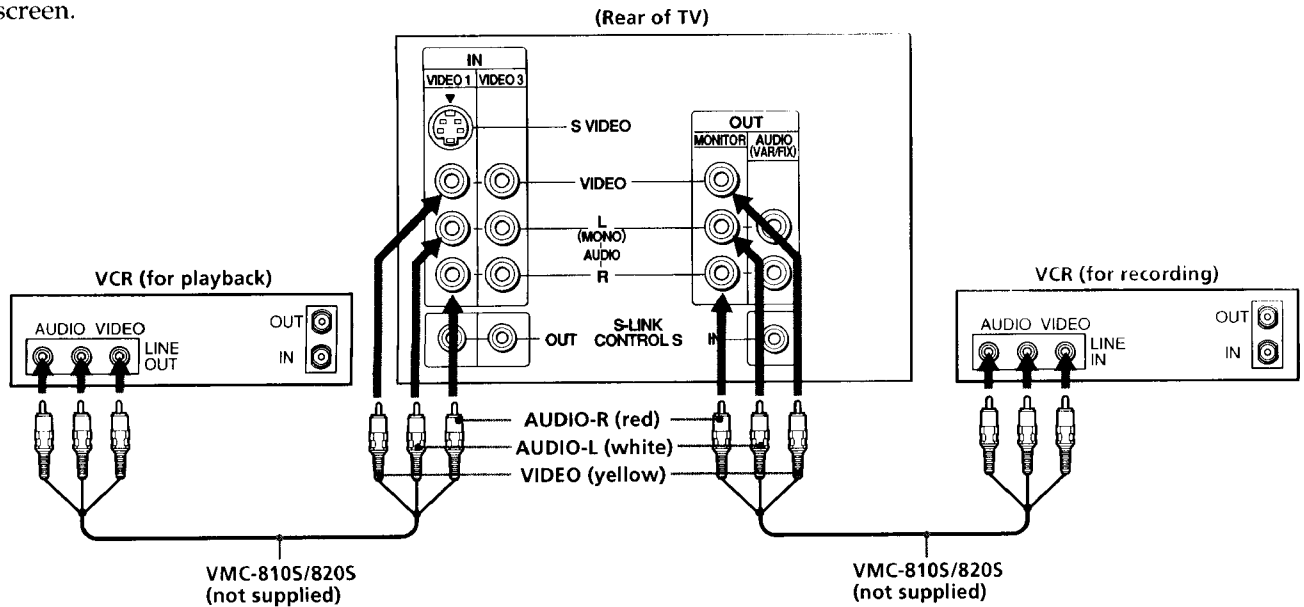 screen.
(Rear of TV)
IN
VIDEO 1 VIDEO 3
S VIDEO
OUT
MONITOR AUDIO
(VAR/FIX)
VIDEO
L
(MONO)
AUDIO
R
VCR (for playback)
AUDIO VIDEO
LINE
OUT
OUT
IN
OUT S-LINK IN
CONTROL S
VCR (for recording)
AUDIO VIDEO
LINE
IN
OUT
IN
AUDIO-R (red)
AUDIO-L (white)
VIDEO (yellow)
VMC-810S/820S
(not supplied)
VMC-810S/820S
(not supplied)